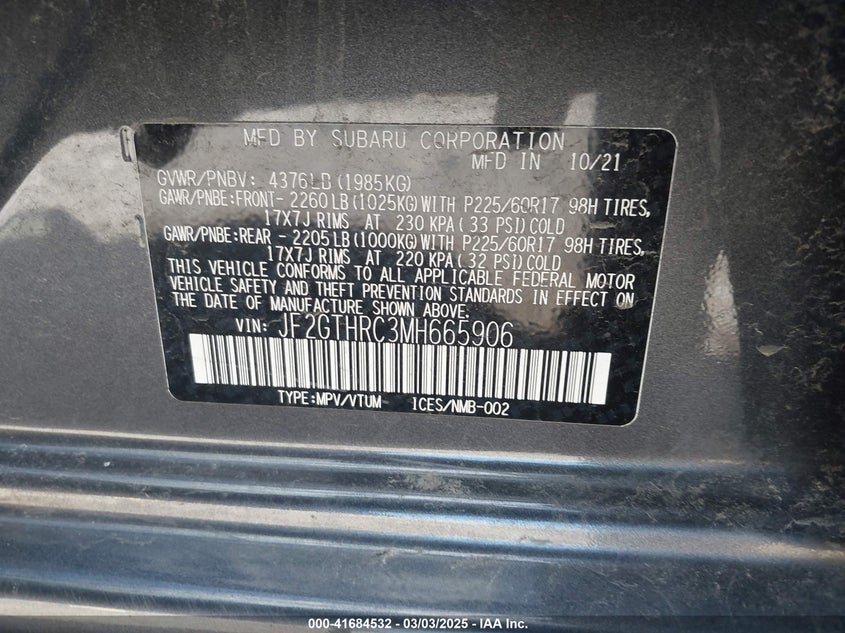 MFD BY SUBARU CORPORATION
MFD IN 10/21
GVWR/PNBV: 4376LB (1985KG)
GAWR/PNBE:FRONT- 2260 LB (1025KG) WITH P225/60R17 98H TIRES,
17X7J RIMS AT 230 KPA ( 33 PSI) COLD
GAWR/PNBE:REAR - 2205 LB (1000KG) WITH P225/60R17 98H TIRES,
17X7J RIMS AT 220 KPA ( 32 PSI) COLD
THIS VEHICLE CONFORMS TO ALL APPLICABLE FEDERAL MOTOR
VEHICLE SAFETY AND THEFT PREVENTION STANDARDS IN EFFECT ON
THE DATE OF MANUFACTURE SHOWN ABOVE.
VIN: JF2GTHRC3MH665906
TYPE:MPV/VTUM ICES/NMB-002
000-41684532 — 03/03/2025 — IAA Inc.